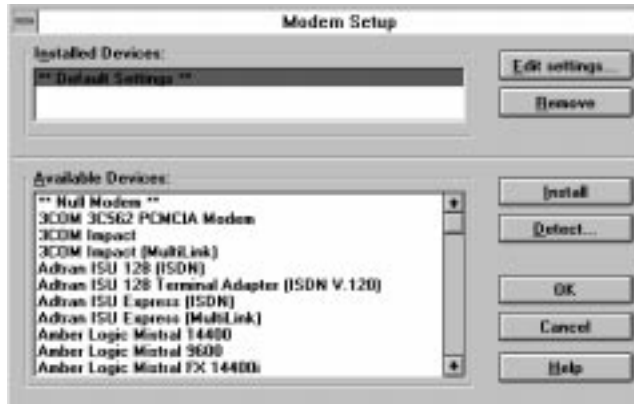 Modem Setup
Installed Devices:
** Default Settings **
Edit settings...
Remove
Available Devices:
** Null Modem **
3COM 3C562 PCMCIA Modem
3COM Impact
3COM Impact (MultiLink)
Adtran ISU 128 (ISDN)
Adtran ISU 128 Terminal Adapter (ISDN V.120)
Adtran ISU Express (ISDN)
Adtran ISU Express (MultiLink)
Amber Logic Mistral 14400
Amber Logic Mistral 9600
Amber Logic Mistral FX 14400i
Install
Detect...
OK
Cancel
Help